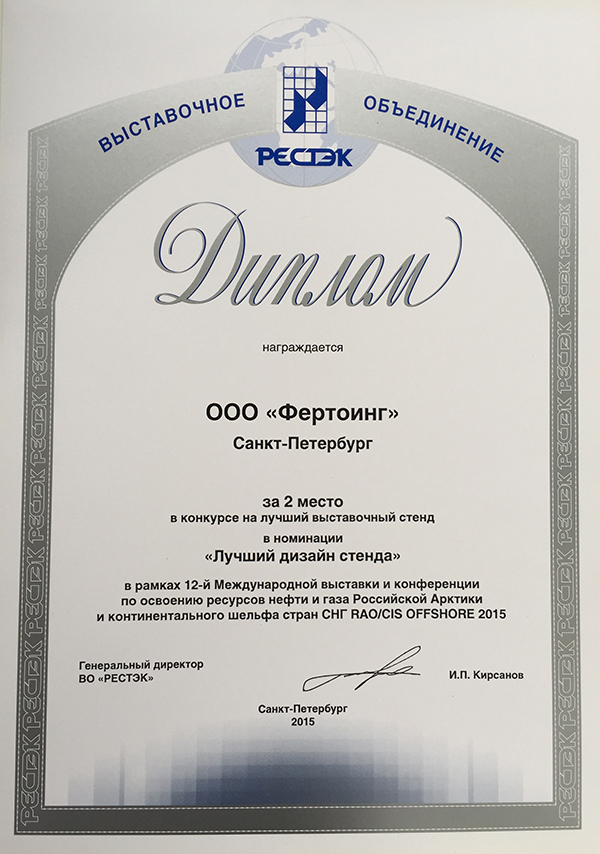 ВЫСТАВОЧНОЕ ОБЪЕДИНЕНИЕ
РЕСТЭК
Диплом
награждается
ООО «Фертоинг»
Санкт-Петербург
за 2 место
в конкурсе на лучший выставочный стенд
в номинации
«Лучший дизайн стенда»
в рамках 12-й Международной выставки и конференции
по освоению ресурсов нефти и газа Российской Арктики
и континентального шельфа стран СНГ RAO/CIS OFFSHORE 2015
Генеральный директор
ВО «РЕСТЭК»
И.П. Кирсанов
Санкт-Петербург
2015